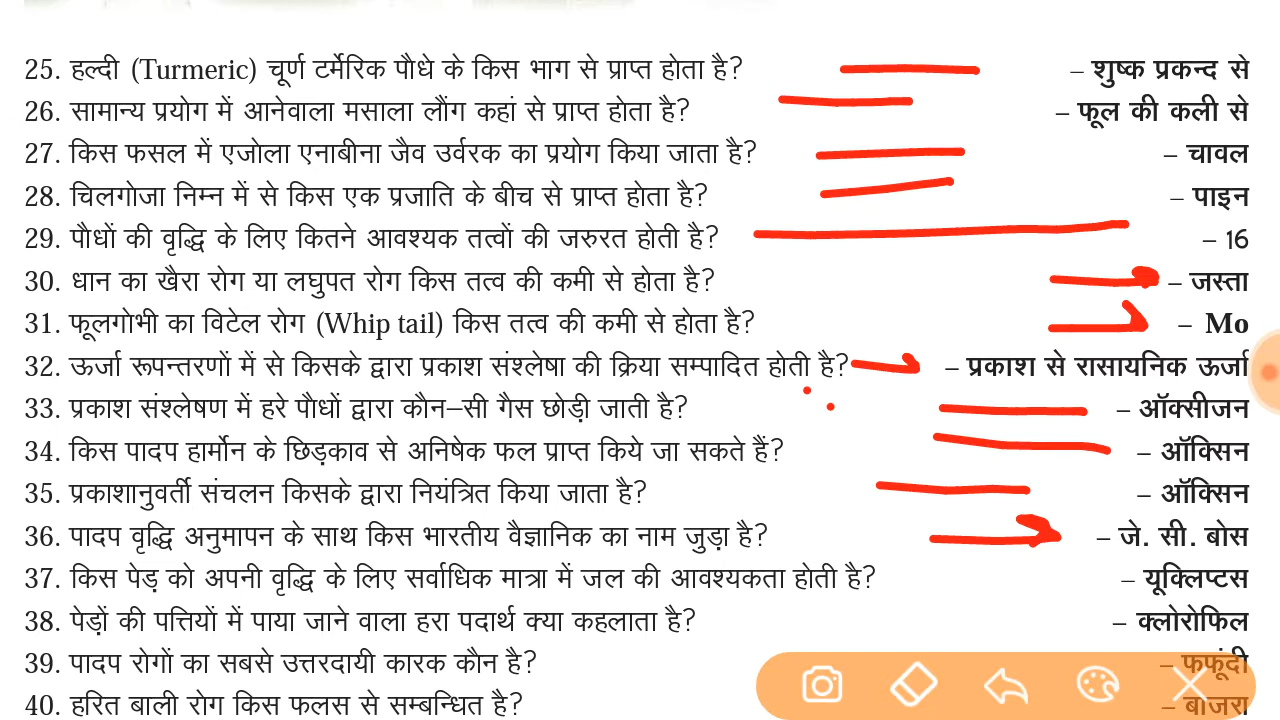 25. हल्दी (Turmeric) चूर्ण टर्मेरिक पौधे के किस भाग से प्राप्त होता है? – शुष्क प्रकन्द से
26. सामान्य प्रयोग में आनेवाला मसाला लौंग कहां से प्राप्त होता है? – फूल की कली से
27. किस फसल में एजोला एनाबीना जैव उर्वरक का प्रयोग किया जाता है? – चावल
28. चिलगोजा निम्न में से किस एक प्रजाति के बीच से प्राप्त होता है? – पाइन
29. पौधों की वृद्धि के लिए कितने आवश्यक तत्वों की जरुरत होती है? – 16
30. धान का खैरा रोग या लघुपत रोग किस तत्व की कमी से होता है? – जस्ता
31. फूलगोभी का विटेल रोग (Whip tail) किस तत्व की कमी से होता है? – Mo
32. ऊर्जा रूपन्तरणों में से किसके द्वारा प्रकाश संश्लेषा की क्रिया सम्पादित होती है? – प्रकाश से रासायनिक ऊर्जा
33. प्रकाश संश्लेषण में हरे पौधों द्वारा कौन–सी गैस छोड़ी जाती है? – ऑक्सीजन
34. किस पादप हार्मोन के छिड़काव से अनिषेक फल प्राप्त किये जा सकते हैं? – ऑक्सिन
35. प्रकाशानुवर्ती संचलन किसके द्वारा नियंत्रित किया जाता है? – ऑक्सिन
36. पादप वृद्धि अनुमापन के साथ किस भारतीय वैज्ञानिक का नाम जुड़ा है? – जे. सी. बोस
37. किस पेड़ को अपनी वृद्धि के लिए सर्वाधिक मात्रा में जल की आवश्यकता होती है? – यूक्लिप्टस
38. पेड़ों की पत्तियों में पाया जाने वाला हरा पदार्थ क्या कहलाता है? – क्लोरोफिल
39. पादप रोगों का सबसे उत्तरदायी कारक कौन है? – फफूंदी
40. हरित बाली रोग किस फलस से सम्बन्धित है? – बाजरा